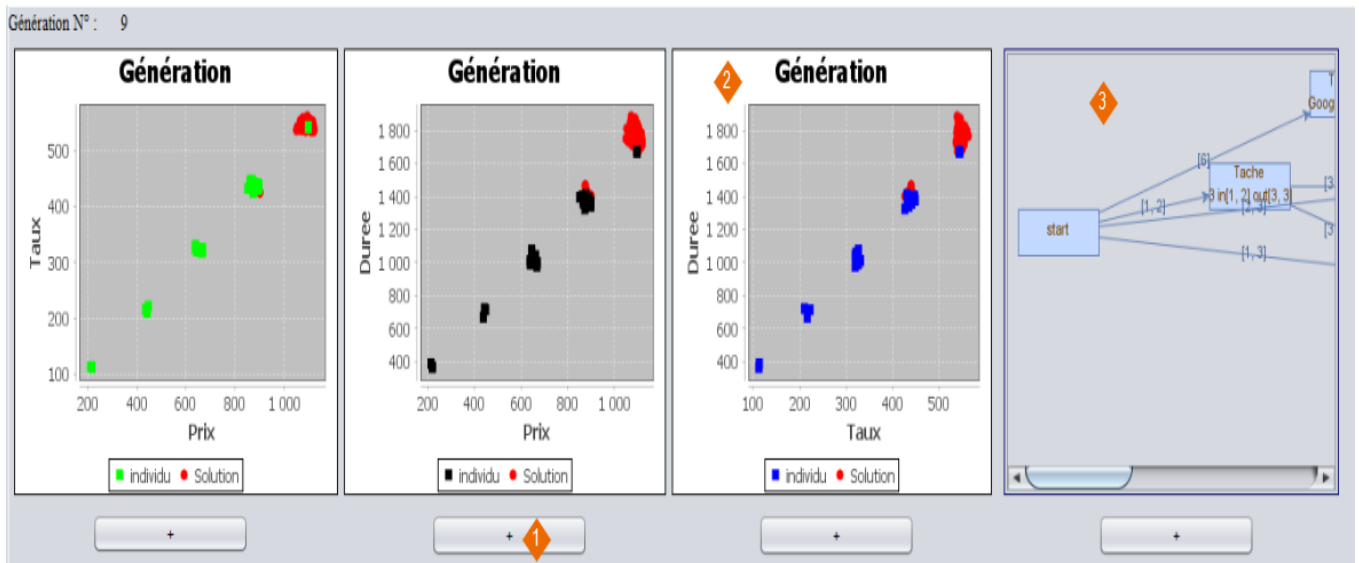 Génération N° : 9
Génération
Taux
500
400
300
200
100
200 400 600 800 1 000
Prix
individu Solution
+
Génération
Duree
1 800
1 600
1 400
1 200
1 000
800
600
400
200 400 600 800 1 000
Prix
individu Solution
+ 1
2
Génération
Duree
1 800
1 600
1 400
1 200
1 000
800
600
400
100 200 300 400 500
Taux
individu Solution
+
3
T
Goog
[6]
Tache
3 in[1, 2] out[3, 3]
[3
[1, 2]
[2, 3]
start
[3
[1, 3]
+